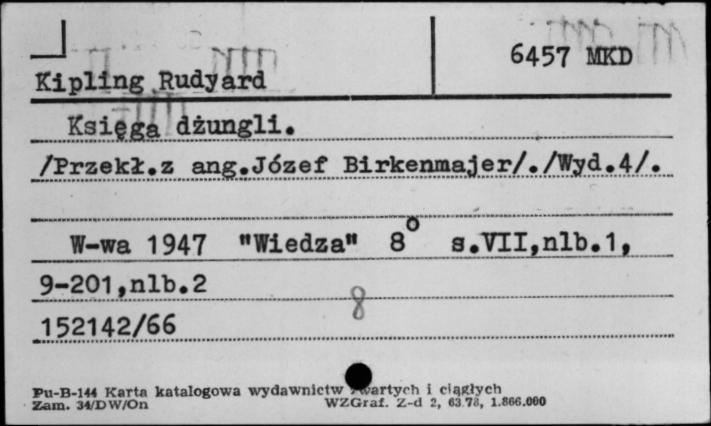 6457 MKD
Kipling Rudyard
Księga dżungli.
/Przekł.z ang.Józef Birkenmajer/./Wyd.4/.
W-wa 1947 "Wiedza" 8° s.VII,nlb.1,
9-201,nlb.2
8
152142/66
Pu-B-144 Karta katalogowa wydawnictw zwartych i ciągłych
Zam. 34/DW/On WZGraf. Z-d 2, 63.78, 1.866.000